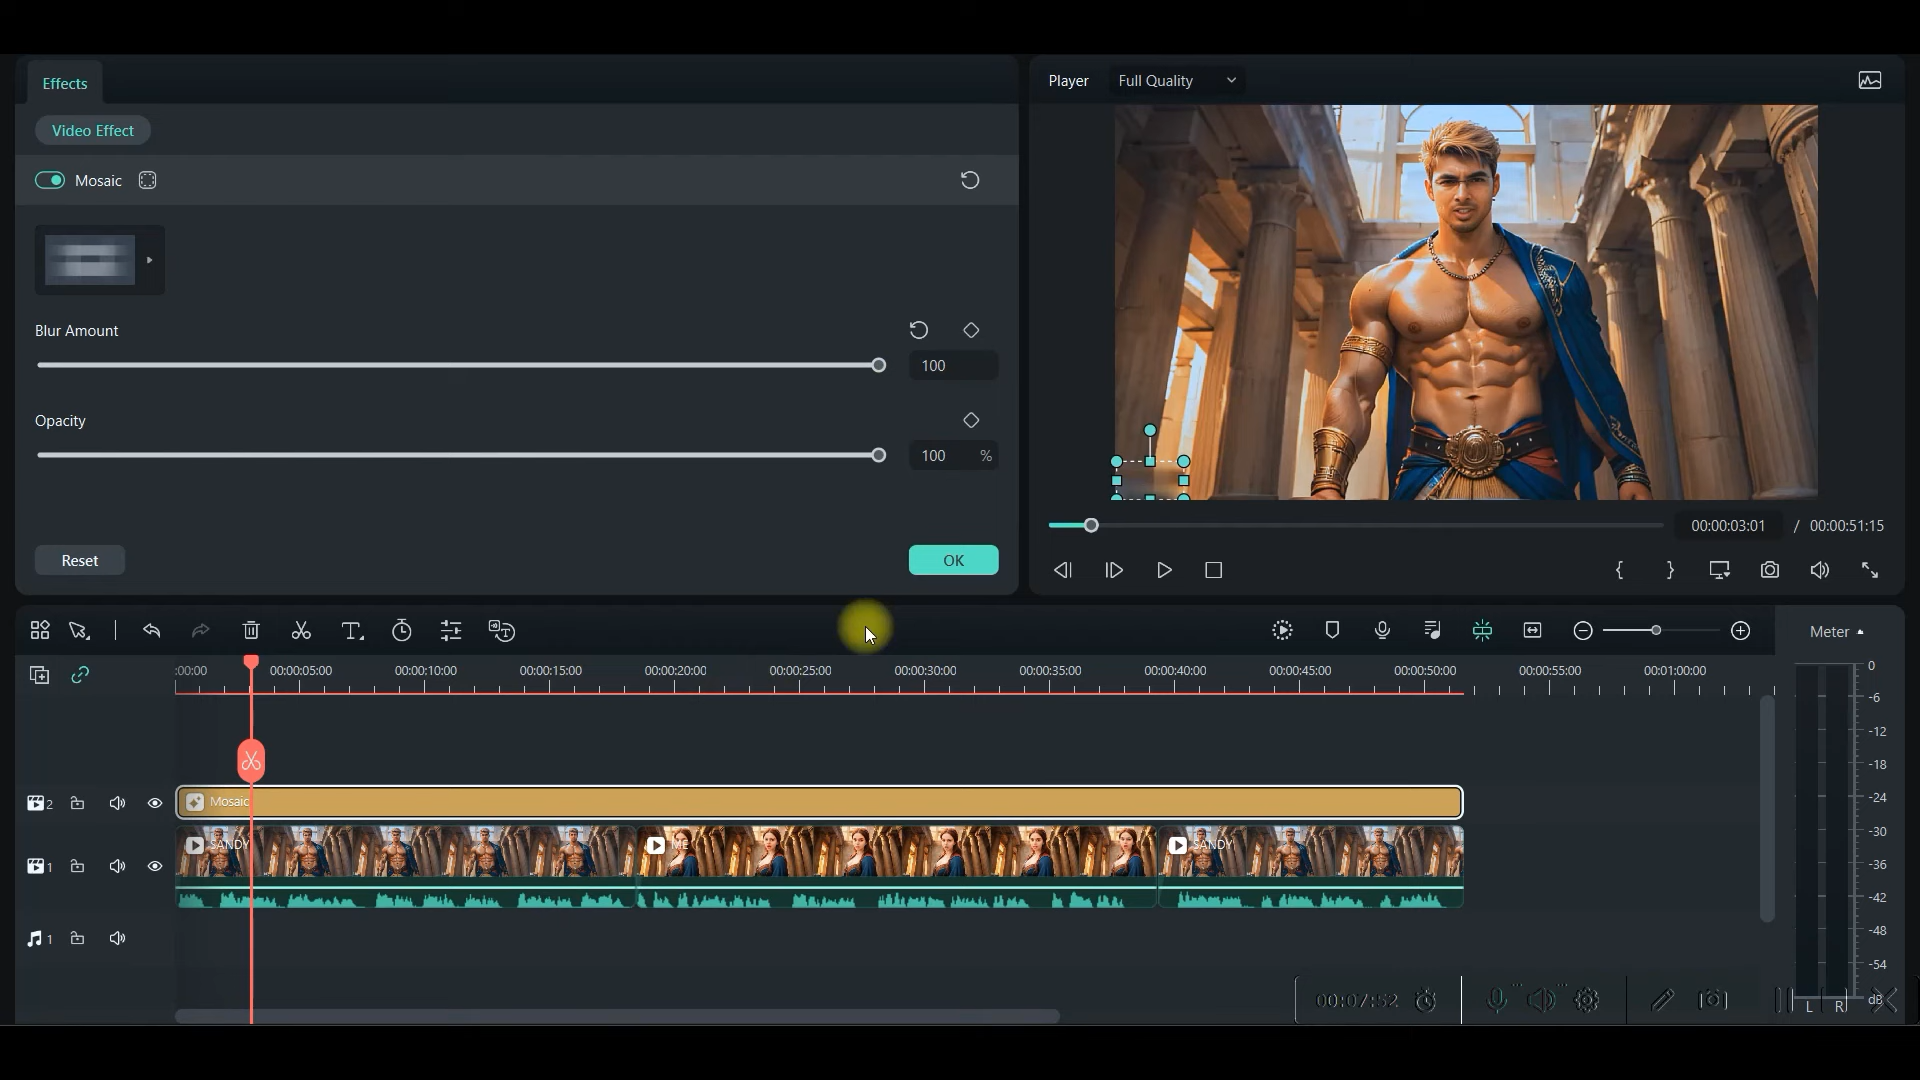 Effects
Player Full Quality
Video Effect
Mosaic
Blur Amount
100
Opacity
100 %
Reset
OK
00:00:03:01 / 00:00:51:15
Meter
:00:00 00:00:05:00 00:00:10:00 00:00:15:00 00:00:20:00 00:00:25:00 00:00:30:00 00:00:35:00 00:00:40:00 00:00:45:00 00:00:50:00 00:00:55:00 00:01:00:00
0
-6
-12
-18
-24
-30
-36
-42
-48
-54
dB
2
Mosaic
1
SANDY
ME
SANDY
1
00:07:52
L R